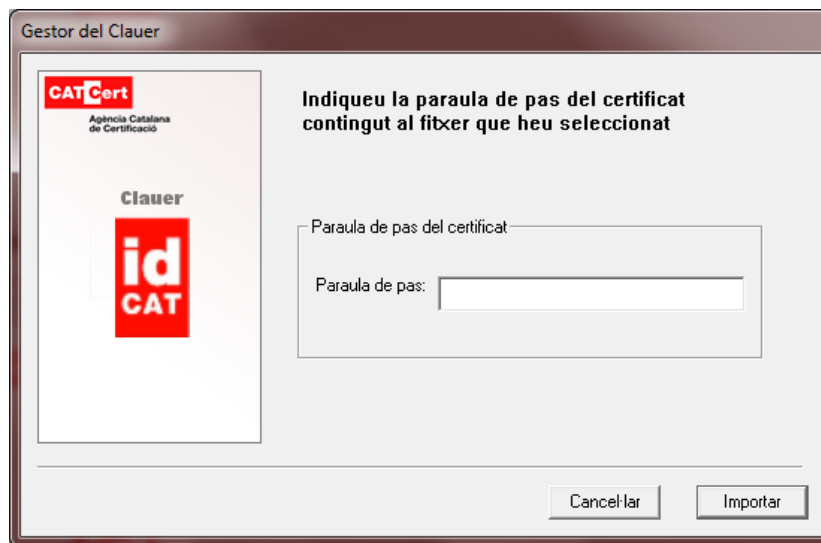 Gestor del Clauer
CATCert
Agència Catalana
de Certificació
Clauer
id
CAT
Indiqueu la paraula de pas del certificat
contingut al fitxer que heu seleccionat
Paraula de pas del certificat
Paraula de pas:
Cancel·lar
Importar